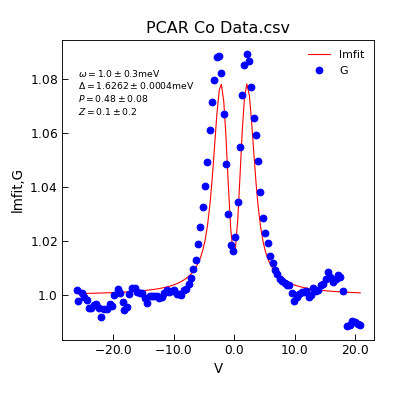 PCAR Co Data.csv
ω = 1.0 ± 0.3meV
Δ = 1.6262 ± 0.0004meV
P = 0.48 ± 0.08
Z = 0.1 ± 0.2
lmfit
G
lmfit,G
1.08
1.06
1.04
1.02
1.0
−20.0 −10.0 0.0 10.0 20.0
V